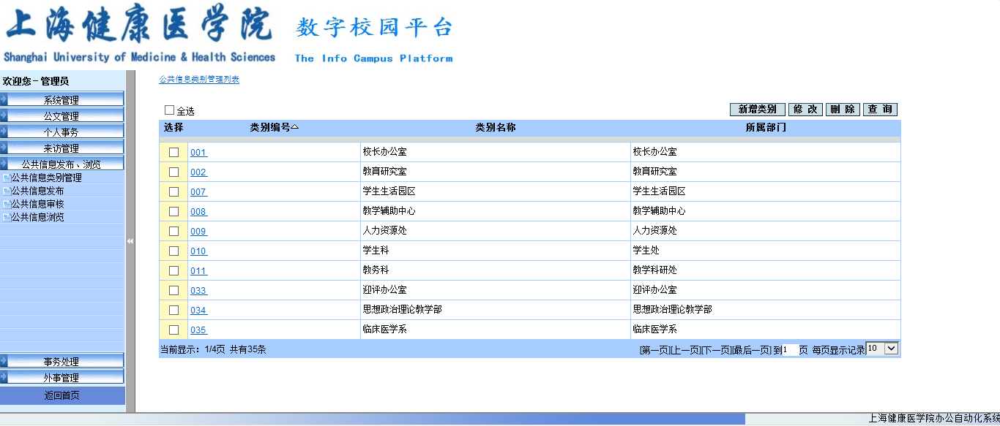 上海健康医学院 数字校园平台
Shanghai University of Medicine & Health Sciences The Info Campus Platform
欢迎您－管理员
系统管理
公文管理
个人事务
来访管理
公共信息发布、浏览
公共信息类别管理
公共信息发布
公共信息审核
公共信息浏览
事务处理
外事管理
返回首页
公共信息类别管理列表
全选 新增类别 修 改 删 除 查 询
选择 类别编号 类别名称 所属部门
001 校长办公室 校长办公室
002 教育研究室 教育研究室
007 学生生活园区 学生生活园区
008 教学辅助中心 教学辅助中心
009 人力资源处 人力资源处
010 学生科 学生处
011 教务科 教学科研处
033 迎评办公室 迎评办公室
034 思想政治理论教学部 思想政治理论教学部
035 临床医学系 临床医学系
当前显示：1/4页 共有35条 [第一页][上一页][下一页][最后一页] 到1 页 每页显示记录 10
上海健康医学院办公自动化系统